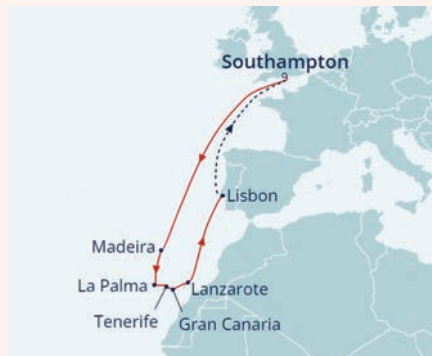 Southampton
Lisbon
Madeira
La Palma
Lanzarote
Tenerife
Gran Canaria